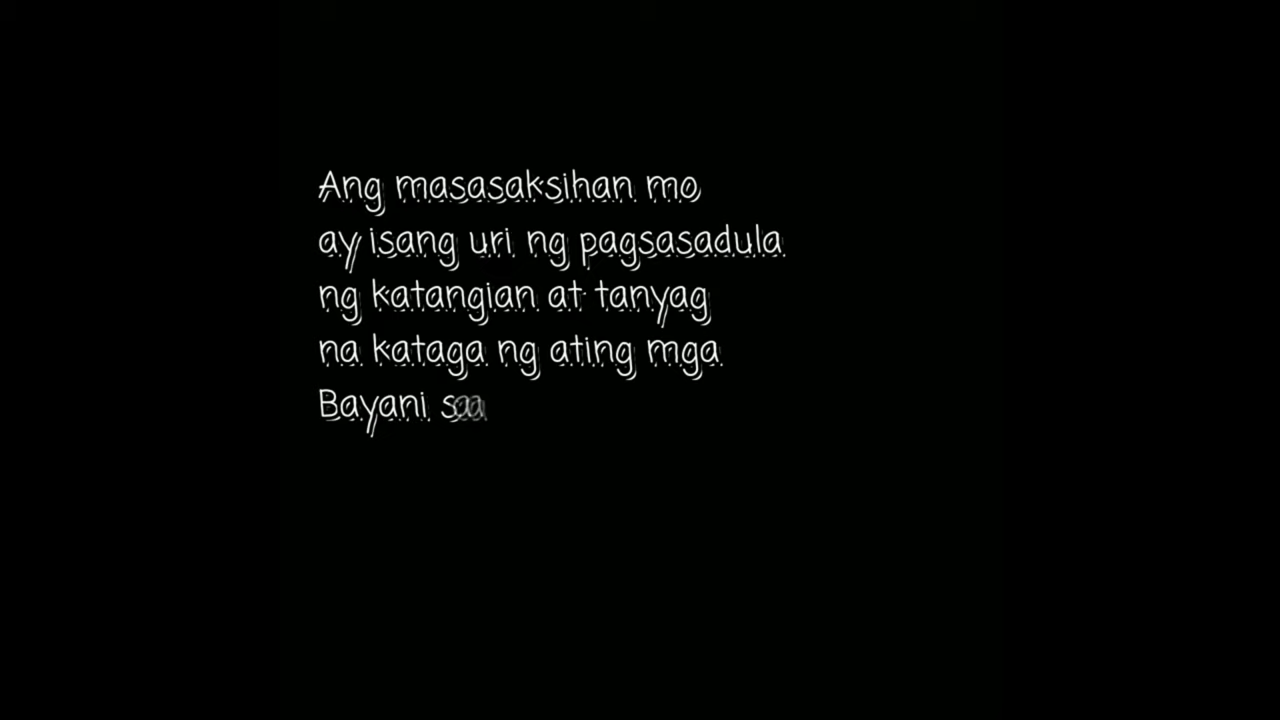 Ang masasaksihan mo
ay isang uri ng pagsasadula
ng katangian at tanyag
na kataga ng ating mga
Bayani